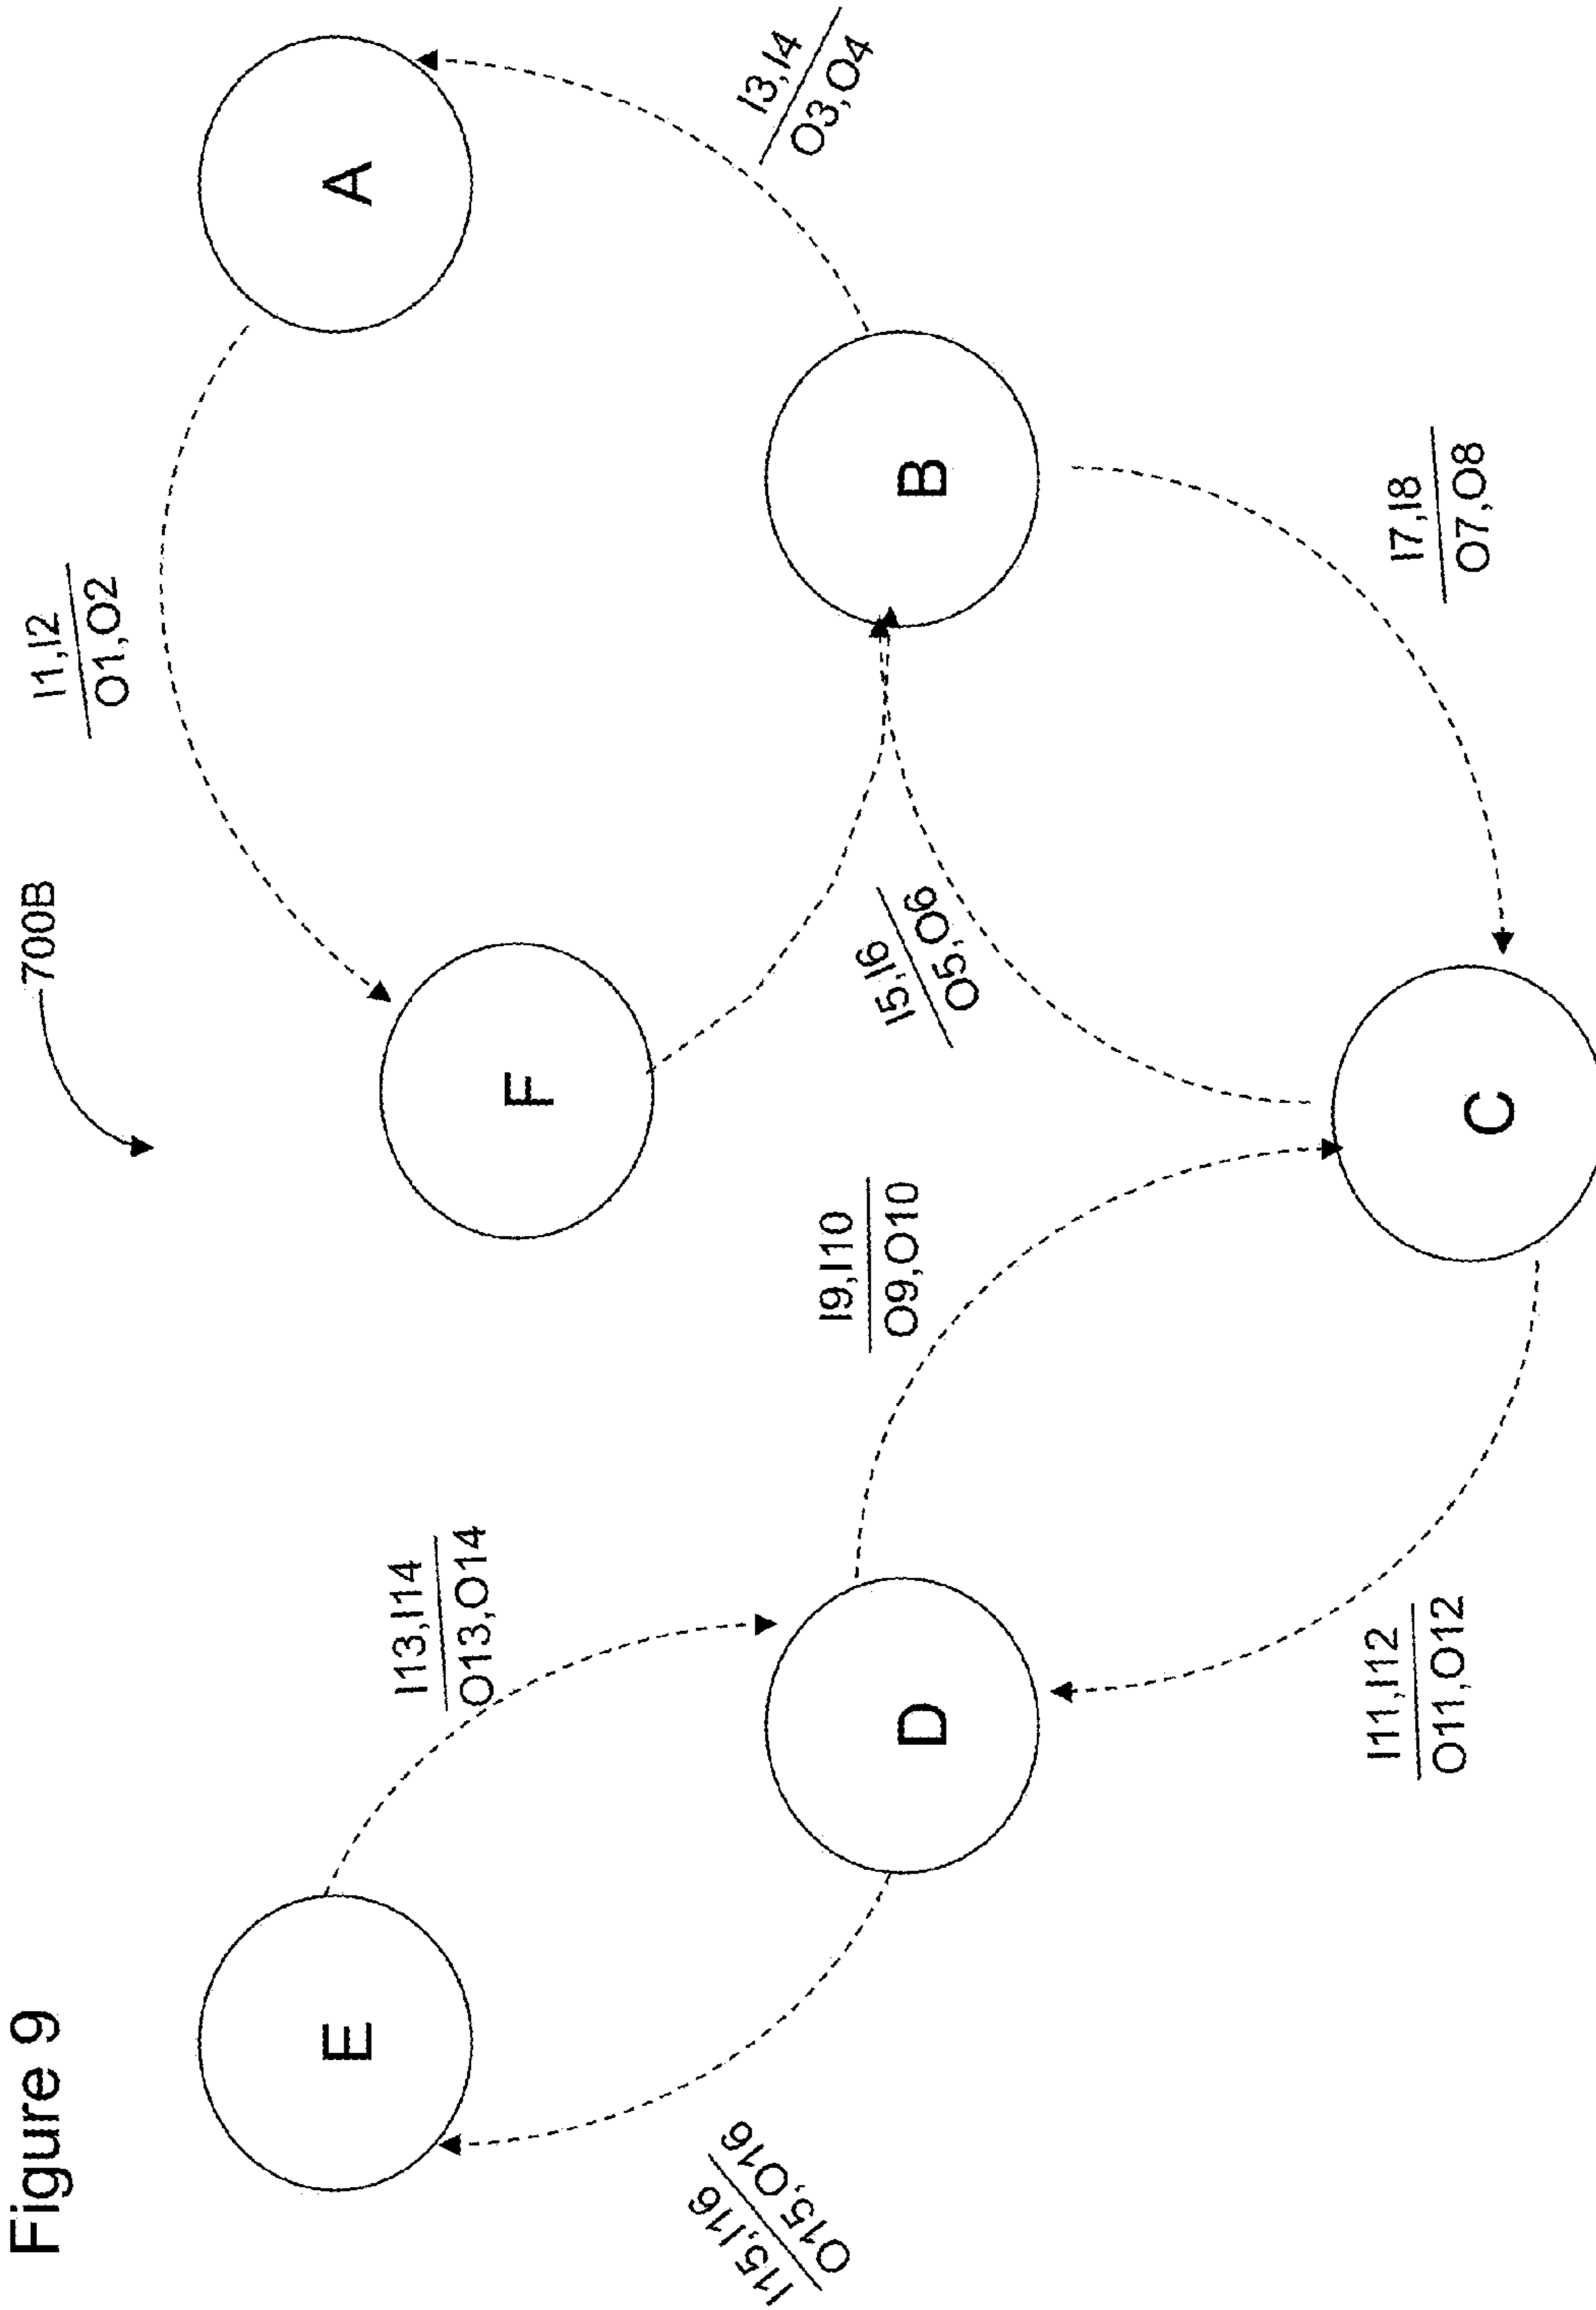 Figure 9
700B
I1,I2
O1,O2
A
I3,I4
O3,O4
F
B
I5,I6
O5,O6
I7,I8
O7,O8
E
I13,I14
O13,O14
I9,I10
O9,O10
D
C
I15,I16
O15,O16
I11,I12
O11,O12